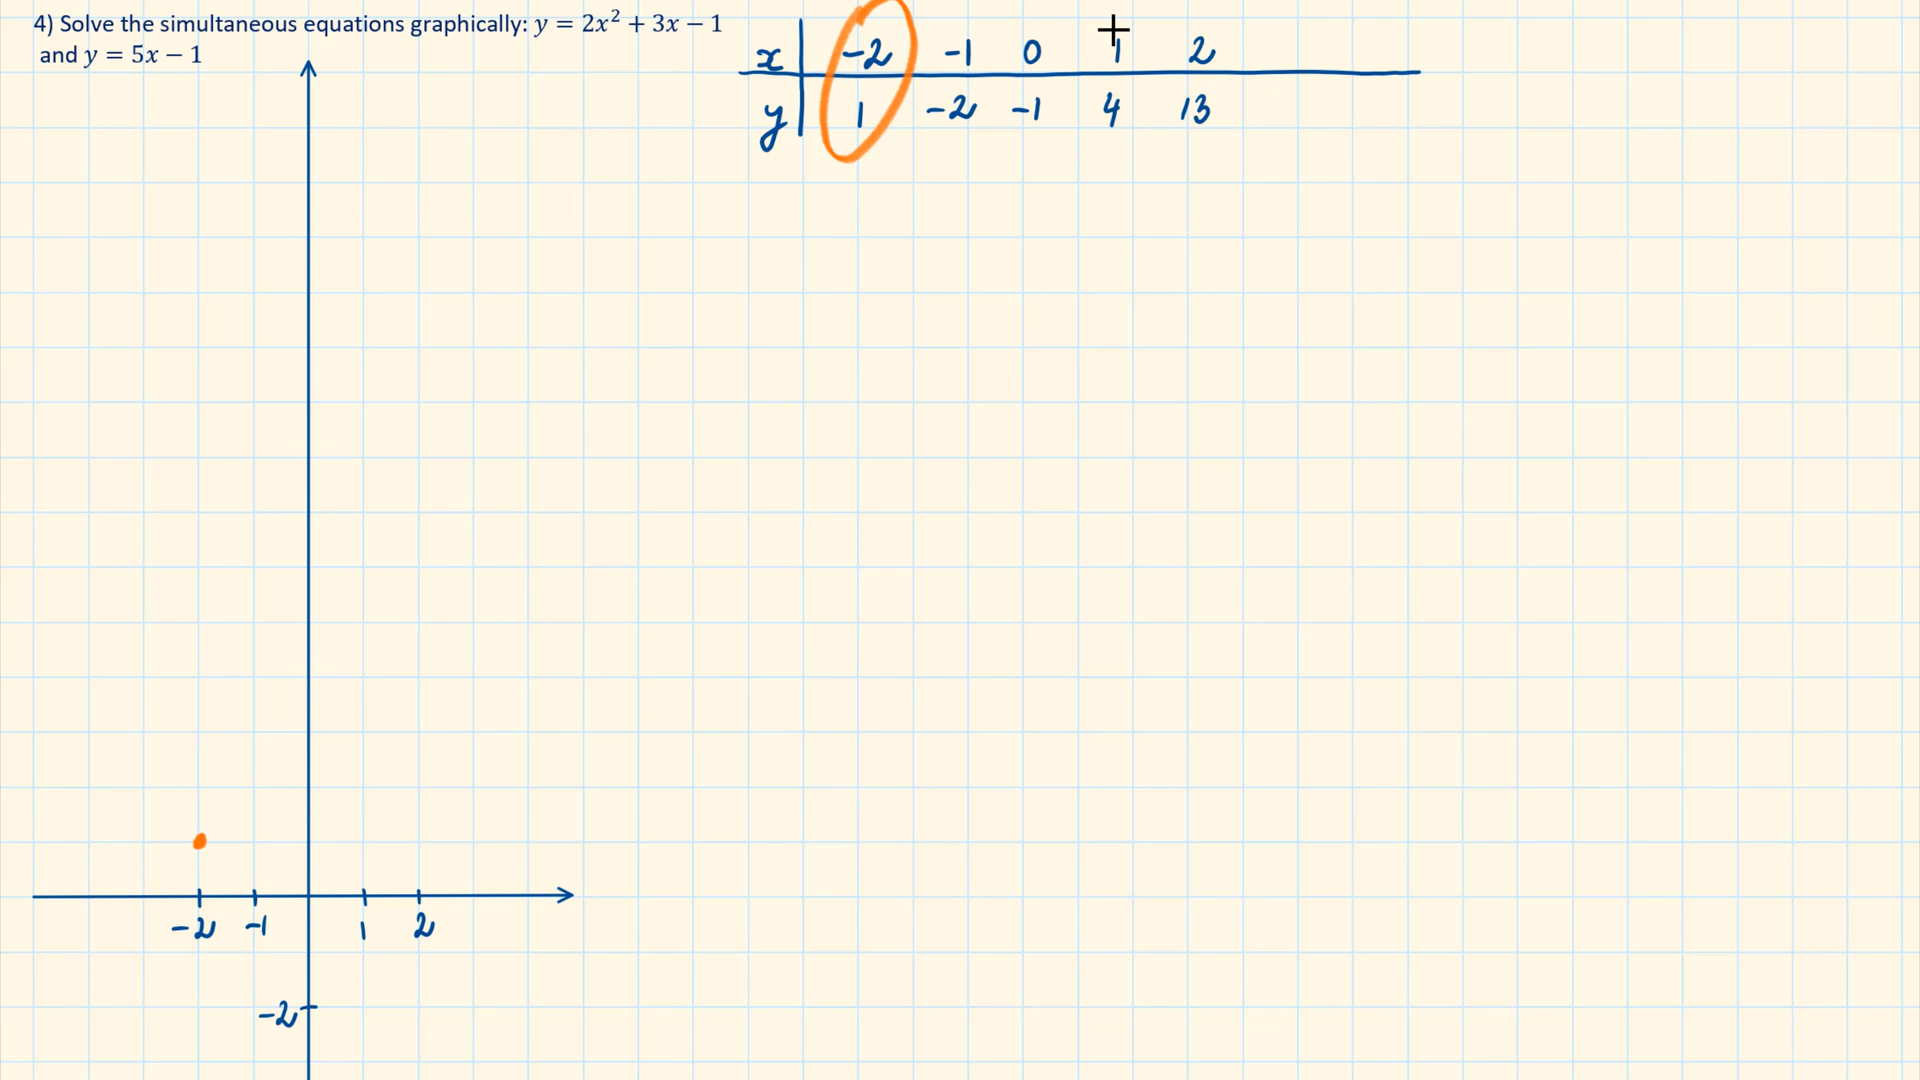 4) Solve the simultaneous equations graphically: y = 2x² + 3x − 1
and y = 5x − 1
x -2 -1 0 1 2
y 1 -2 -1 4 13
-2 -1 1 2
-2